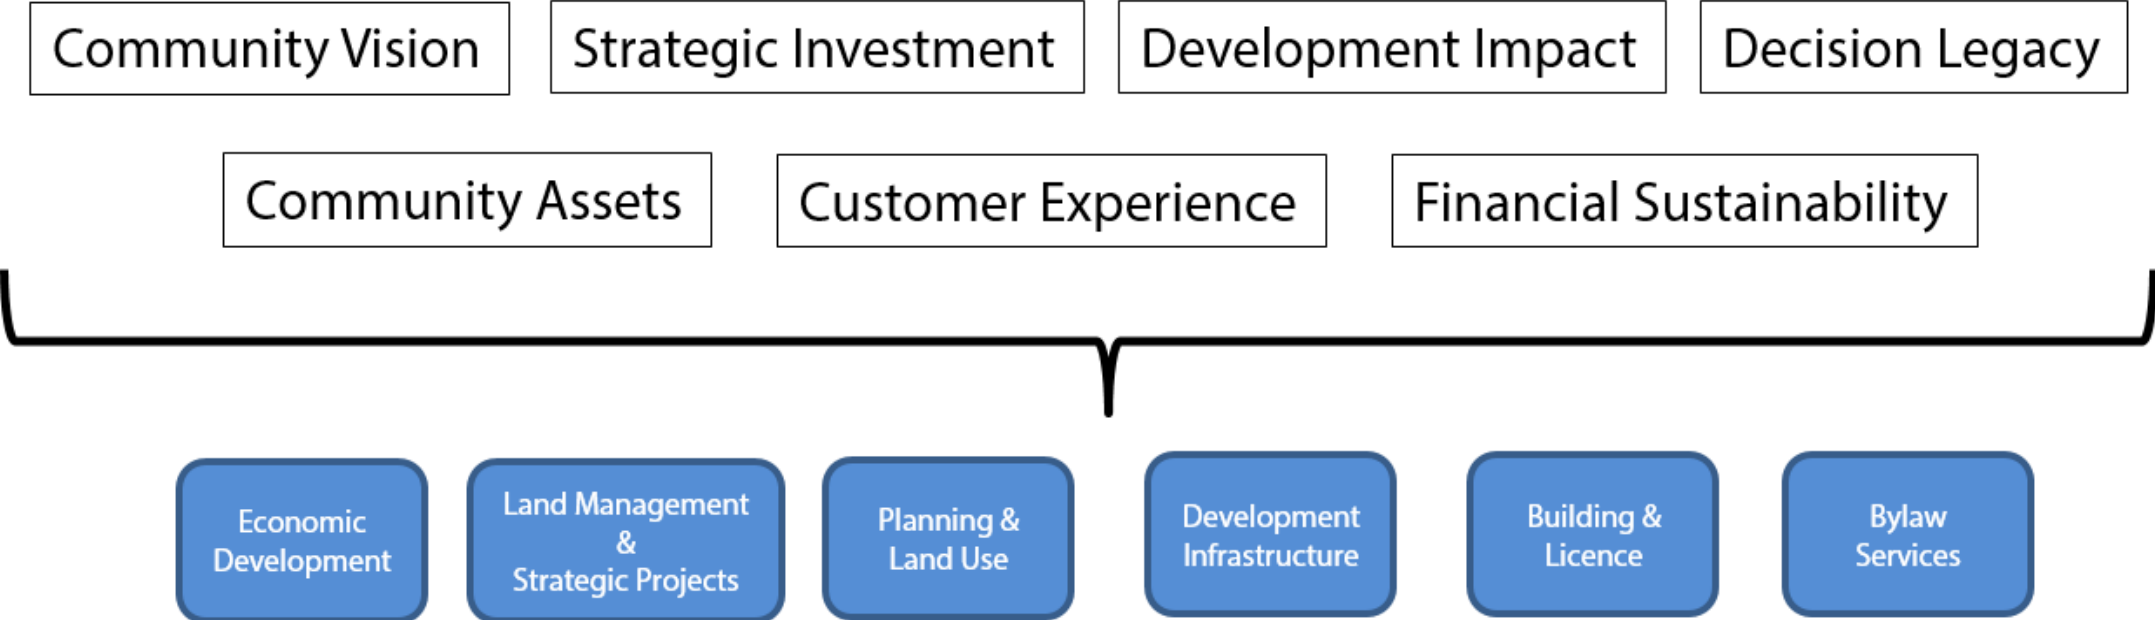 Community Vision
Strategic Investment
Development Impact
Decision Legacy
Community Assets
Customer Experience
Financial Sustainability
Economic
Development
Land Management
&
Strategic Projects
Planning &
Land Use
Development
Infrastructure
Building &
Licence
Bylaw
Services